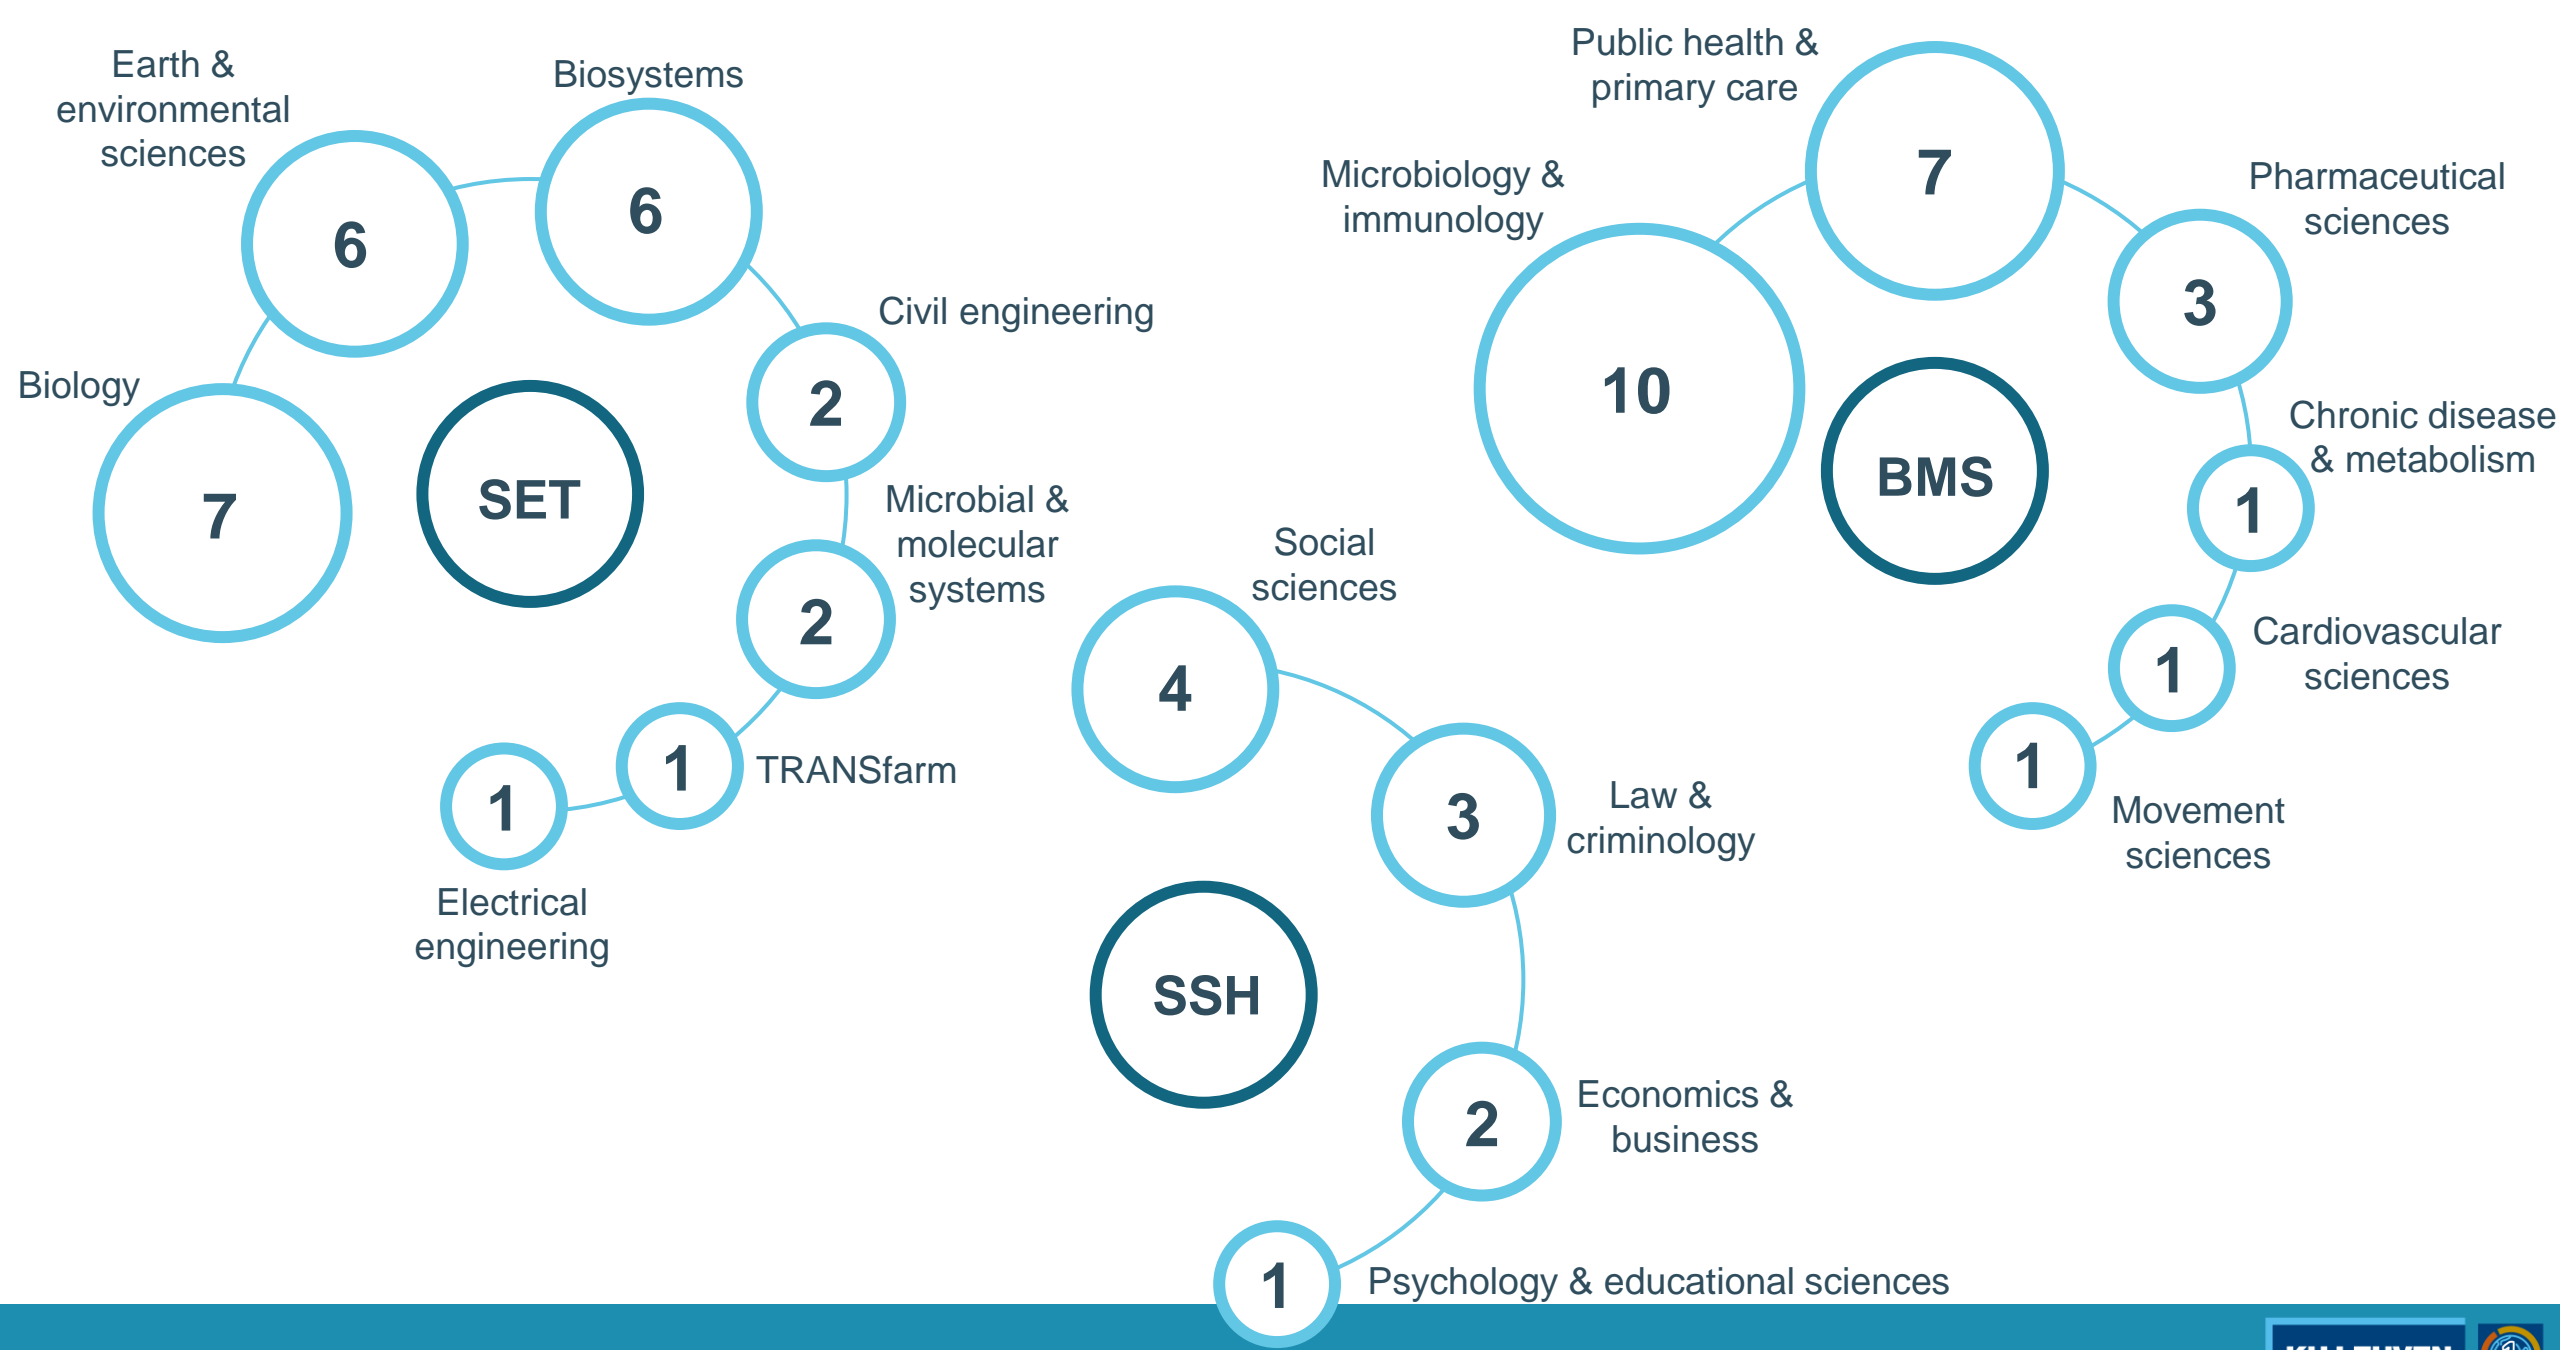 Earth &
environmental
sciences
6
Biosystems
6
Civil engineering
2
Biology
7
SET
Microbial &
molecular
systems
2
TRANSfarm
1
1
Electrical
engineering
Social
sciences
4
Law &
criminology
3
SSH
Economics &
business
2
Psychology & educational sciences
1
Public health &
primary care
7
Microbiology &
immunology
10
Pharmaceutical
sciences
3
BMS
Chronic disease
& metabolism
1
Cardiovascular
sciences
1
Movement
sciences
1
KU LEUVEN